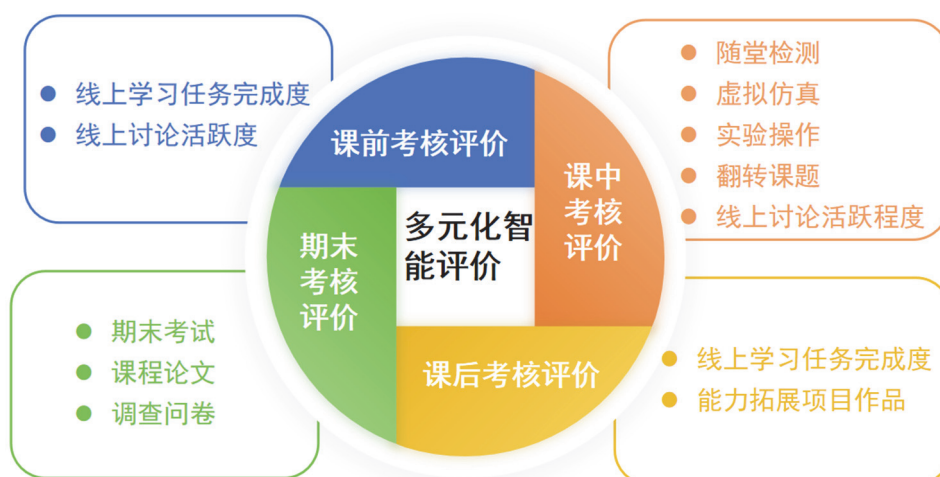 线上学习任务完成度
线上讨论活跃度
课前考核评价
随堂检测
虚拟仿真
实验操作
翻转课题
线上讨论活跃程度
课中
考核
评价
多元化智
能评价
期末
考核
评价
期末考试
课程论文
调查问卷
课后考核评价
线上学习任务完成度
能力拓展项目作品